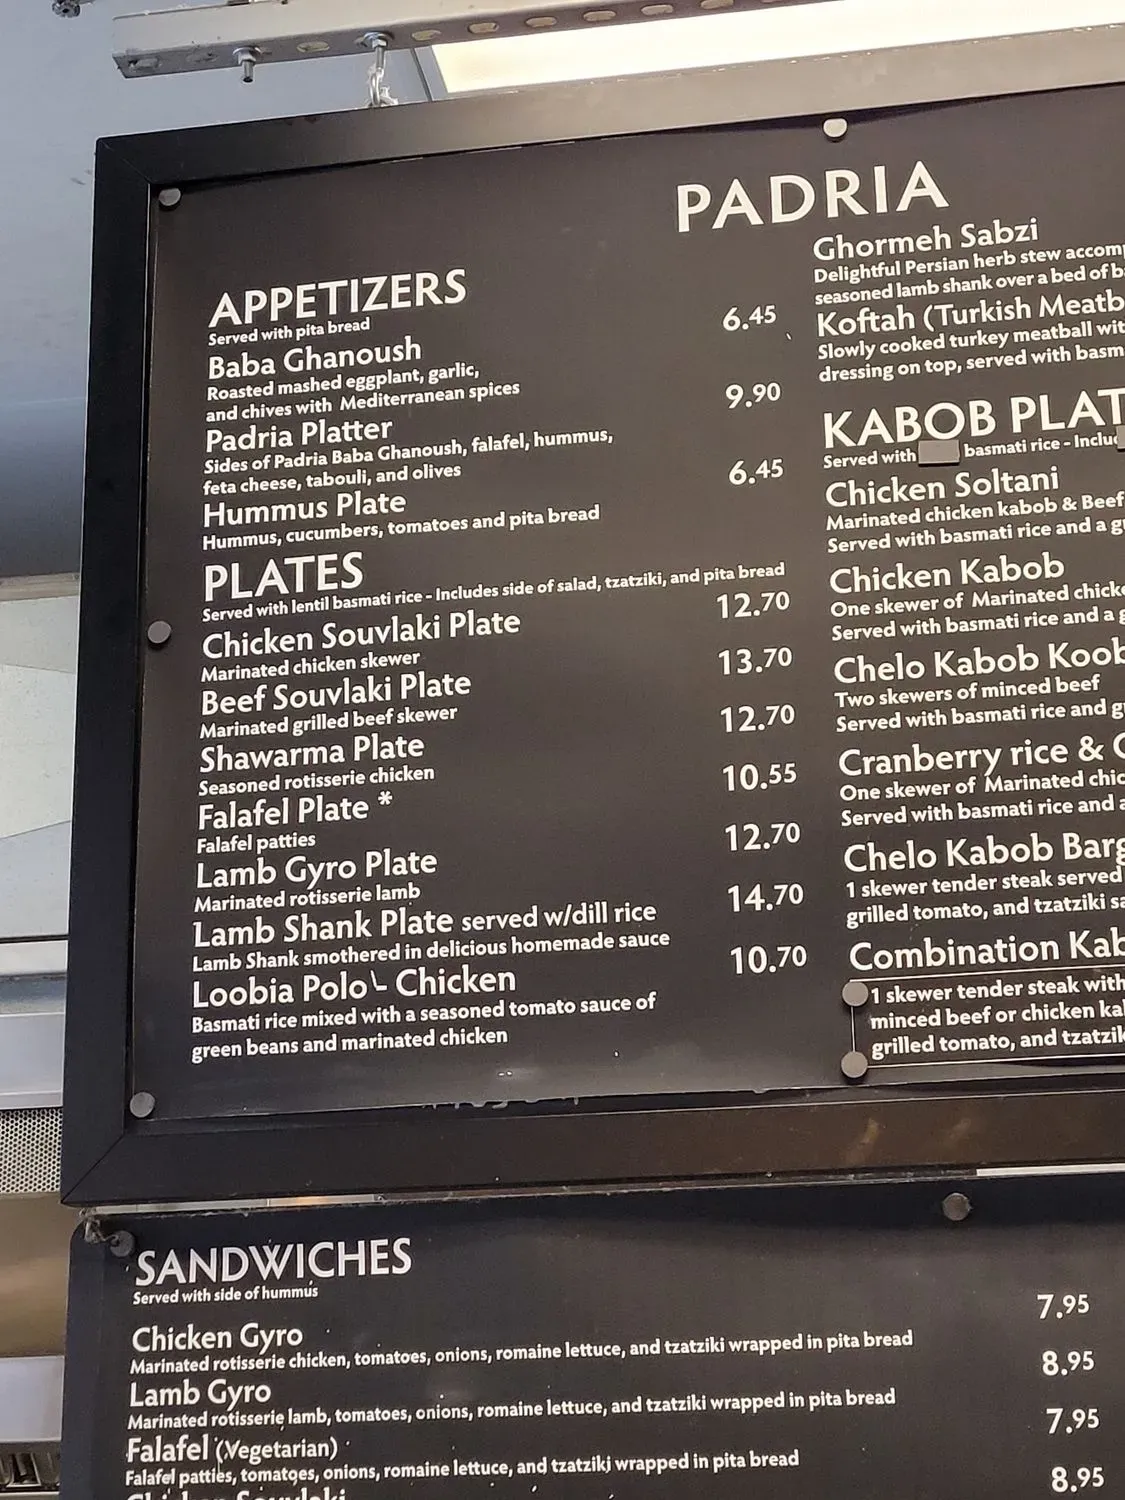 PADRIA
APPETIZERS
Served with pita bread
Baba Ghanoush 6.45
Roasted mashed eggplant, garlic,
and chives with Mediterranean spices
Padria Platter 9.90
Sides of Padria Baba Ghanoush, falafel, hummus,
feta cheese, tabouli, and olives
Hummus Plate 6.45
Hummus, cucumbers, tomatoes and pita bread
PLATES
Served with lentil basmati rice - Includes side of salad, tzatziki, and pita bread
Chicken Souvlaki Plate 12.70
Marinated chicken skewer
Beef Souvlaki Plate 13.70
Marinated grilled beef skewer
Shawarma Plate 12.70
Seasoned rotisserie chicken
Falafel Plate * 10.55
Falafel patties
Lamb Gyro Plate 12.70
Marinated rotisserie lamb
Lamb Shank Plate served w/dill rice 14.70
Lamb Shank smothered in delicious homemade sauce
Loobia Polo Chicken 10.70
Basmati rice mixed with a seasoned tomato sauce of
green beans and marinated chicken
Ghormeh Sabzi
Delightful Persian herb stew
seasoned lamb shank over a bed of
Koftah (Turkish
Slowly cooked turkey meatball
dressing on top, served with
KABOB
Served with basmati rice -
Chicken Soltani
Marinated chicken kabob & Beef
Served with basmati rice and a
Chicken Kabob
One skewer of Marinated
Served with basmati rice and a
Chelo Kabob
Two skewers of minced beef
Served with basmati rice and
Cranberry rice &
One skewer of Marinated
Served with basmati rice and
Chelo Kabob
1 skewer tender steak served
grilled tomato, and tzatziki
Combination
1 skewer tender steak with
minced beef or chicken
grilled tomato, and
SANDWICHES
Served with side of hummus
Chicken Gyro 7.95
Marinated rotisserie chicken, tomatoes, onions, romaine lettuce, and tzatziki wrapped in pita bread
Lamb Gyro 8.95
Marinated rotisserie lamb, tomatoes, onions, romaine lettuce, and tzatziki wrapped in pita bread
Falafel (Vegetarian) 7.95
Falafel patties, tomatoes, onions, romaine lettuce, and tzatziki wrapped in pita bread
8.95